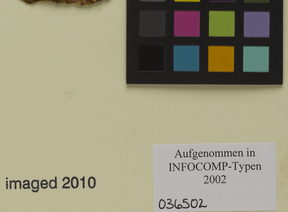 Aufgenommen in
INFOCOMP-Typen
2002
imaged 2010
036502